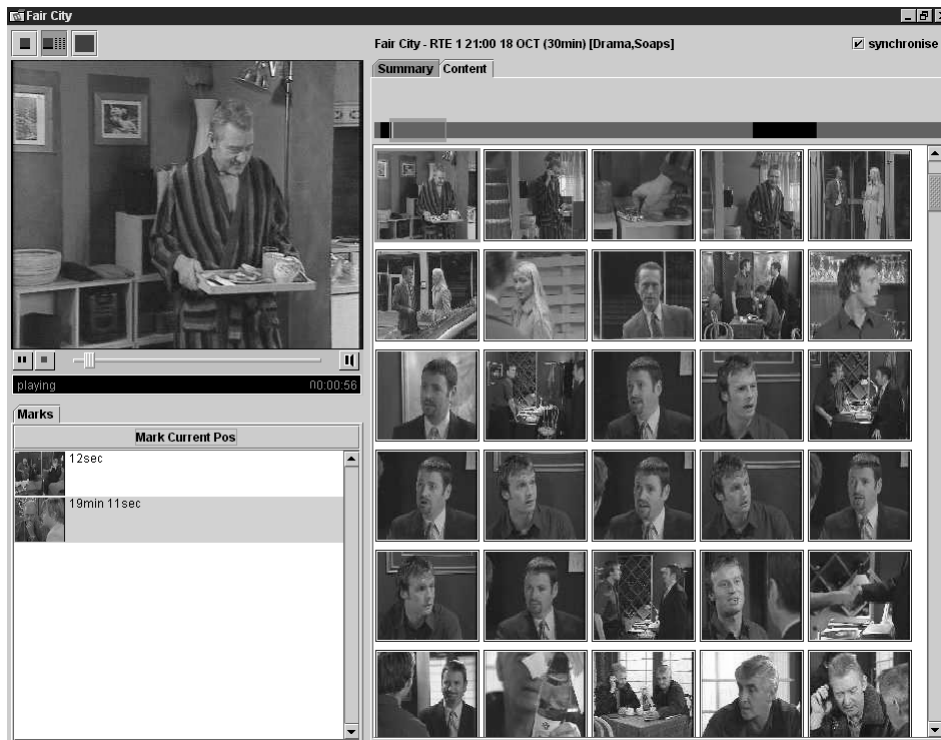 Fair City
Fair City - RTE 1 21:00 18 OCT (30min) [Drama,Soaps]
synchronise
Summary
Content
playing
00:00:56
Marks
Mark Current Pos
12sec
19min 11sec